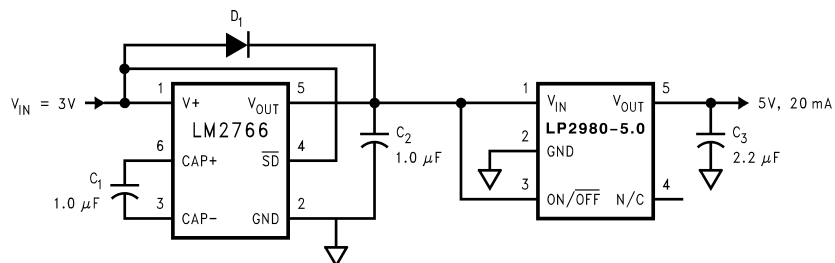 D1
VIN = 3V
1
V+
VOUT
5
LM2766
6
CAP+
SD
4
C1
1.0 μF
3
CAP-
GND
2
C2
1.0 μF
1
VIN
VOUT
5
LP2980-5.0
2
GND
3
ON/OFF
N/C
4
5V, 20 mA
C3
2.2 μF